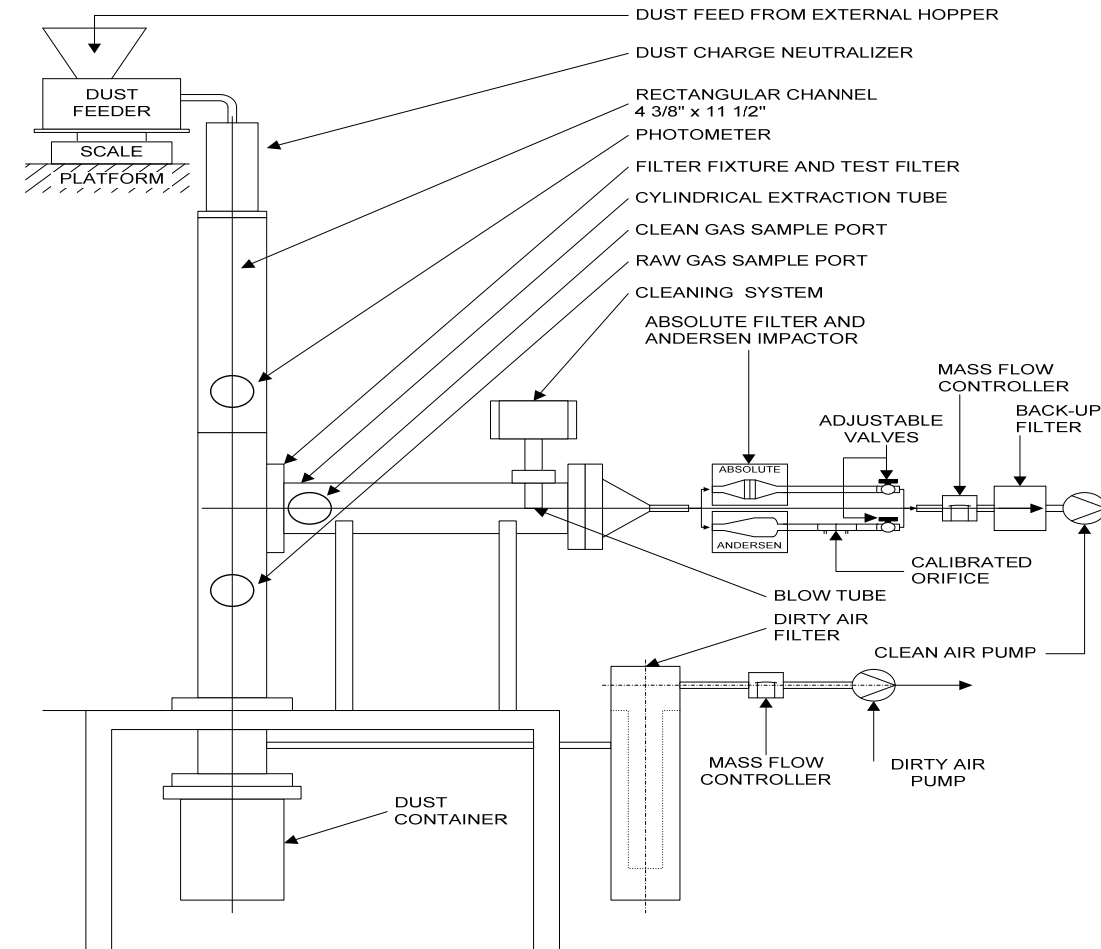 DUST FEED FROM EXTERNAL HOPPER
DUST CHARGE NEUTRALIZER
DUST
FEEDER
RECTANGULAR CHANNEL
4 3/8" x 11 1/2"
PHOTOMETER
SCALE
PLATFORM
FILTER FIXTURE AND TEST FILTER
CYLINDRICAL EXTRACTION TUBE
CLEAN GAS SAMPLE PORT
RAW GAS SAMPLE PORT
CLEANING SYSTEM
ABSOLUTE FILTER AND
ANDERSEN IMPACTOR
MASS FLOW
CONTROLLER
BACK-UP
FILTER
ADJUSTABLE
VALVES
ABSOLUTE
ANDERSEN
CALIBRATED
ORIFICE
BLOW TUBE
DIRTY AIR
FILTER
CLEAN AIR PUMP
MASS FLOW
CONTROLLER
DIRTY AIR
PUMP
DUST
CONTAINER